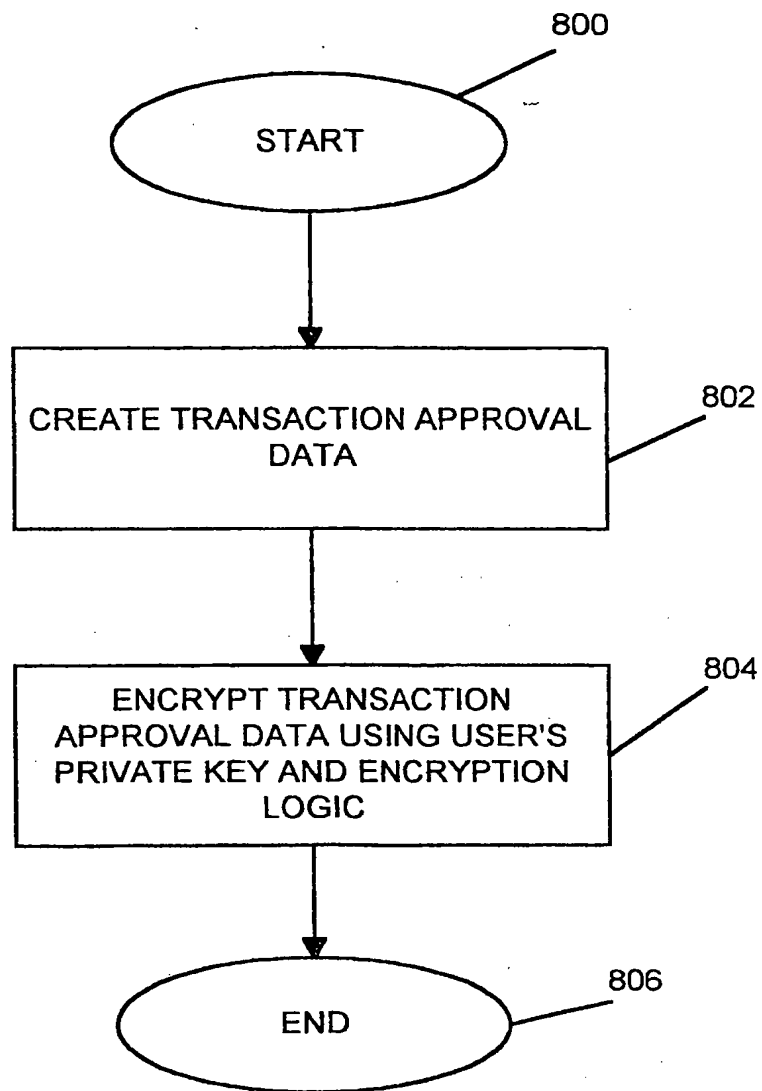 800
START
CREATE TRANSACTION APPROVAL
DATA
802
ENCRYPT TRANSACTION
APPROVAL DATA USING USER'S
PRIVATE KEY AND ENCRYPTION
LOGIC
804
END
806